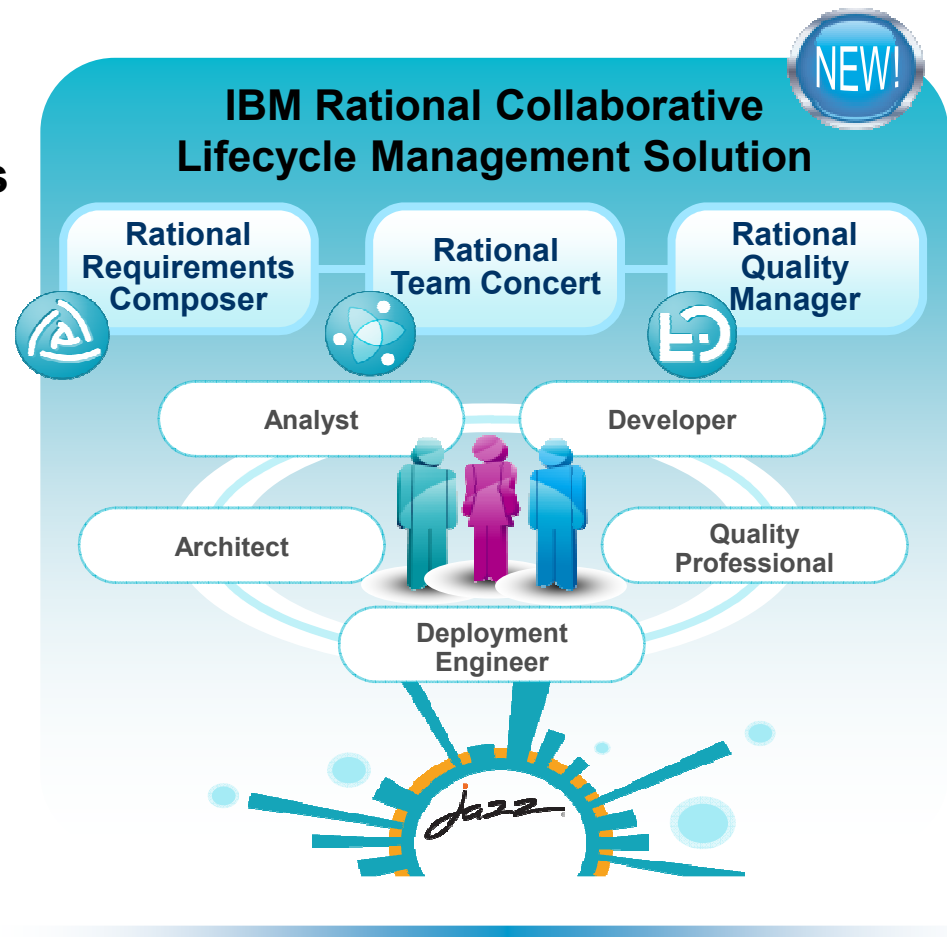 NEW!
IBM Rational Collaborative
Lifecycle Management Solution
s
Rational
Requirements
Composer
Rational
Team Concert
Rational
Quality
Manager
Analyst
Developer
Architect
Quality
Professional
Deployment
Engineer
jazz